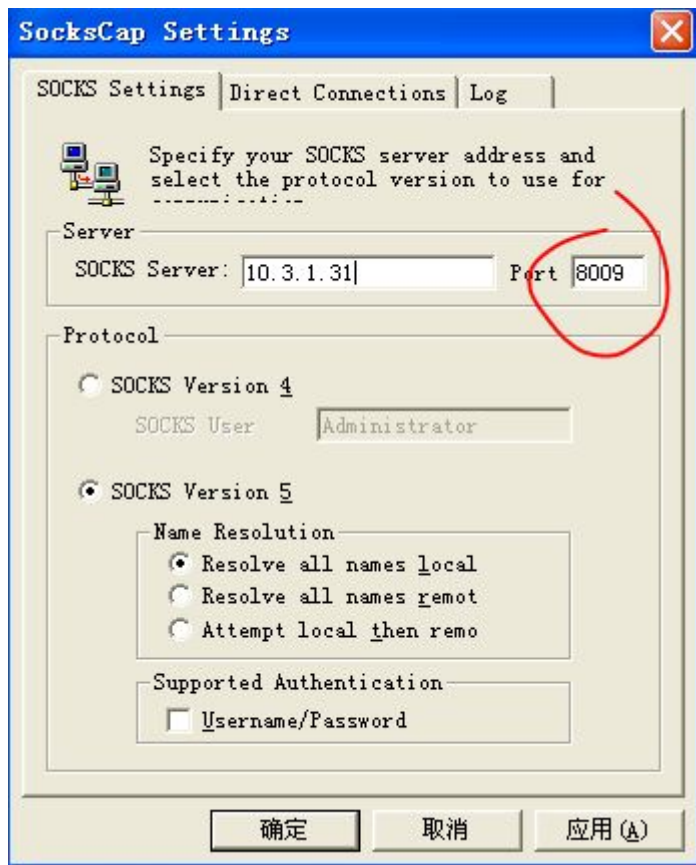 SocksCap Settings
SOCKS Settings Direct Connections Log
Specify your SOCKS server address and
select the protocol version to use for
Server
SOCKS Server: 10.3.1.31 Port 8009
Protocol
SOCKS Version 4
SOCKS User Administrator
SOCKS Version 5
Name Resolution
Resolve all names local
Resolve all names remot
Attempt local then remo
Supported Authentication
Username/Password
确定 取消 应用(A)